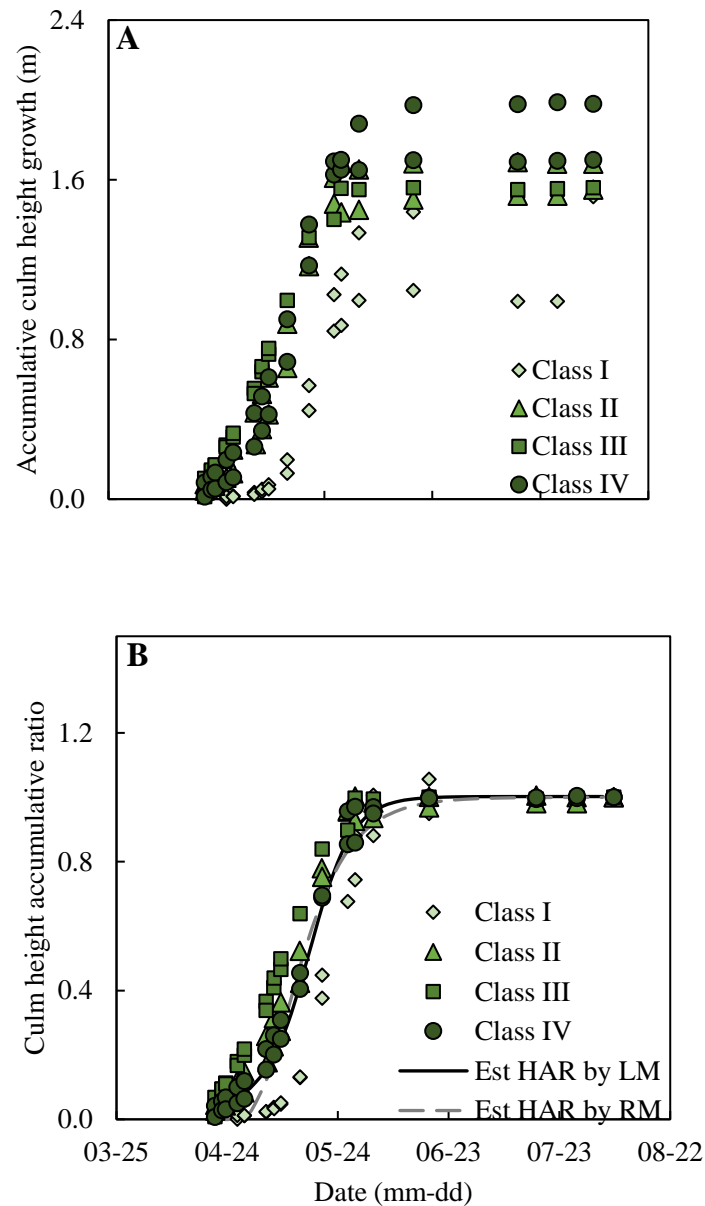 A
2.4
1.6
0.8
0.0
Accumulative culm height growth (m)
Class I
Class II
Class III
Class IV
B
1.2
0.8
0.4
0.0
Culm height accumulative ratio
Class I
Class II
Class III
Class IV
Est HAR by LM
Est HAR by RM
03-25 04-24 05-24 06-23 07-23 08-22
Date (mm-dd)